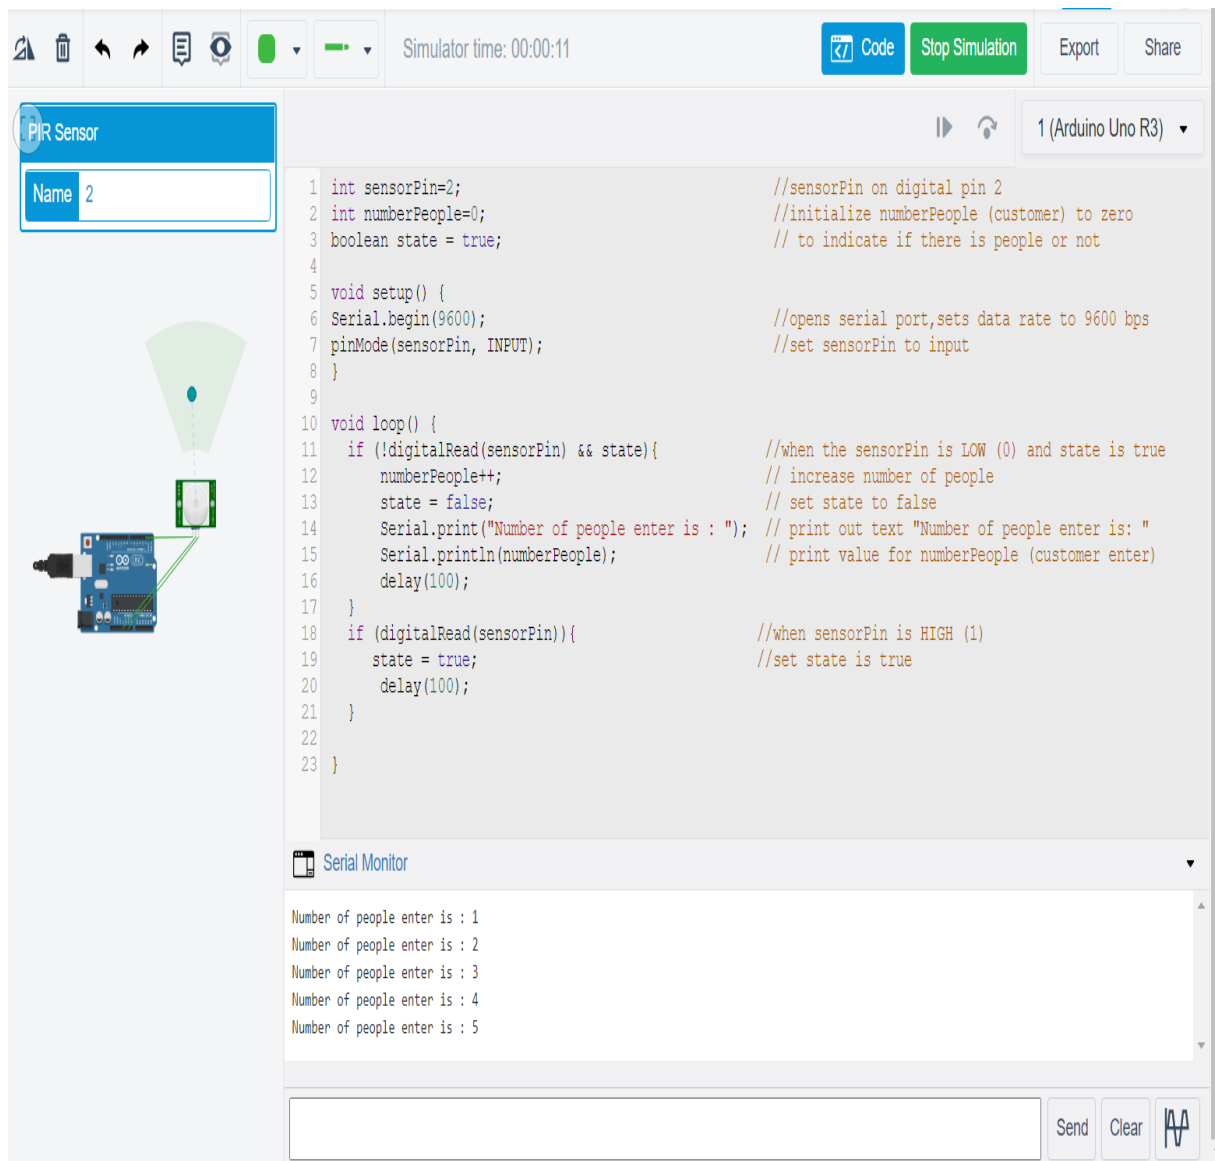 Simulator time: 00:00:11
Code
Stop Simulation
Export
Share
PIR Sensor
Name 2
1 (Arduino Uno R3)
1 int sensorPin=2; //sensorPin on digital pin 2
2 int numberPeople=0; //initialize numberPeople (customer) to zero
3 boolean state = true; // to indicate if there is people or not
4
5 void setup() {
6 Serial.begin(9600); //opens serial port,sets data rate to 9600 bps
7 pinMode(sensorPin, INPUT); //set sensorPin to input
8 }
9
10 void loop() {
11 if (!digitalRead(sensorPin) && state){ //when the sensorPin is LOW (0) and state is true
12 numberPeople++; // increase number of people
13 state = false; // set state to false
14 Serial.print("Number of people enter is : "); // print out text "Number of people enter is: "
15 Serial.println(numberPeople); // print value for numberPeople (customer enter)
16 delay(100);
17 }
18 if (digitalRead(sensorPin)){ //when sensorPin is HIGH (1)
19 state = true; //set state is true
20 delay(100);
21 }
22
23 }
Serial Monitor
Number of people enter is : 1
Number of people enter is : 2
Number of people enter is : 3
Number of people enter is : 4
Number of people enter is : 5
Send
Clear